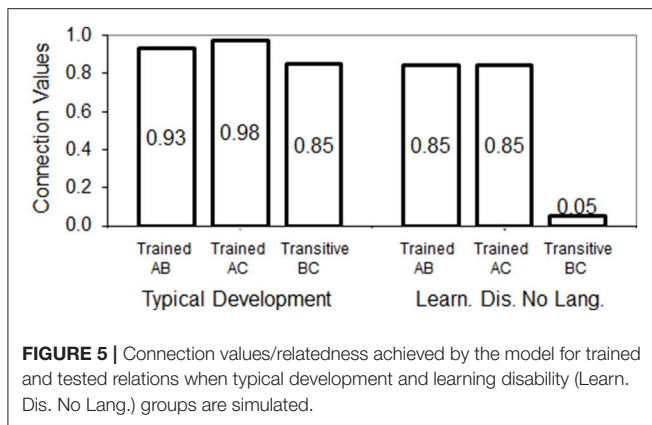 Connection Values
1.0
0.8
0.6
0.4
0.2
0.0
0.93
0.98
0.85
0.85
0.85
0.05
Trained AB
Trained AC
Transitive BC
Trained AB
Trained AC
Transitive BC
Typical Development
Learn. Dis. No Lang.
FIGURE 5 | Connection values/relatedness achieved by the model for trained
and tested relations when typical development and learning disability (Learn.
Dis. No Lang.) groups are simulated.